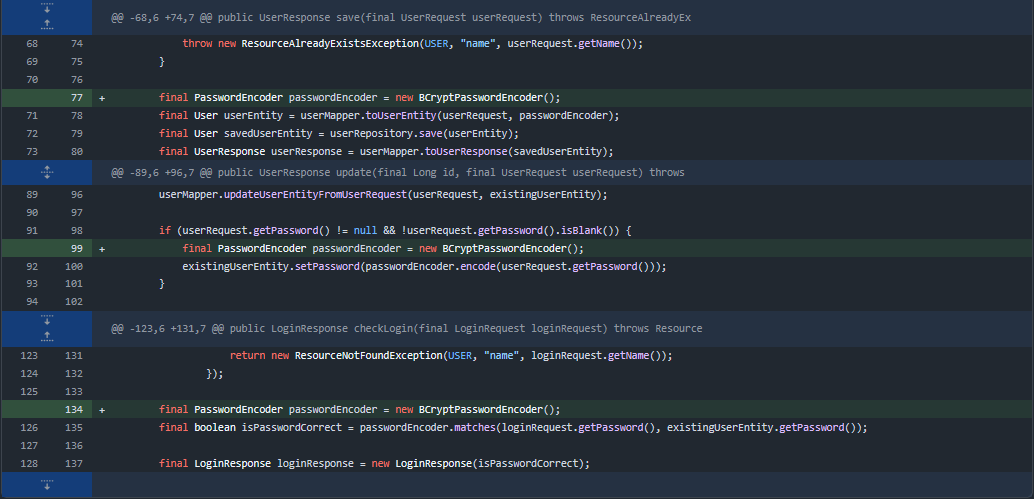 @@ -68,6 +74,7 @@ public UserResponse save(final UserRequest userRequest) throws ResourceAlreadyEx
68 74 throw new ResourceAlreadyExistsException(USER, "name", userRequest.getName());
69 75 }
70 76
77 + final PasswordEncoder passwordEncoder = new BCryptPasswordEncoder();
71 78 final User userEntity = userMapper.toUserEntity(userRequest, passwordEncoder);
72 79 final User savedUserEntity = userRepository.save(userEntity);
73 80 final UserResponse userResponse = userMapper.toUserResponse(savedUserEntity);
@@ -89,6 +96,7 @@ public UserResponse update(final Long id, final UserRequest userRequest) throws
89 96 userMapper.updateUserEntityFromUserRequest(userRequest, existingUserEntity);
90 97
91 98 if (userRequest.getPassword() != null && !userRequest.getPassword().isBlank()) {
99 + final PasswordEncoder passwordEncoder = new BCryptPasswordEncoder();
92 100 existingUserEntity.setPassword(passwordEncoder.encode(userRequest.getPassword()));
93 101 }
94 102
@@ -123,6 +131,7 @@ public LoginResponse checkLogin(final LoginRequest loginRequest) throws Resource
123 131 return new ResourceNotFoundException(USER, "name", loginRequest.getName());
124 132 });
125 133
134 + final PasswordEncoder passwordEncoder = new BCryptPasswordEncoder();
126 135 final boolean isPasswordCorrect = passwordEncoder.matches(loginRequest.getPassword(), existingUserEntity.getPassword());
127 136
128 137 final LoginResponse loginResponse = new LoginResponse(isPasswordCorrect);